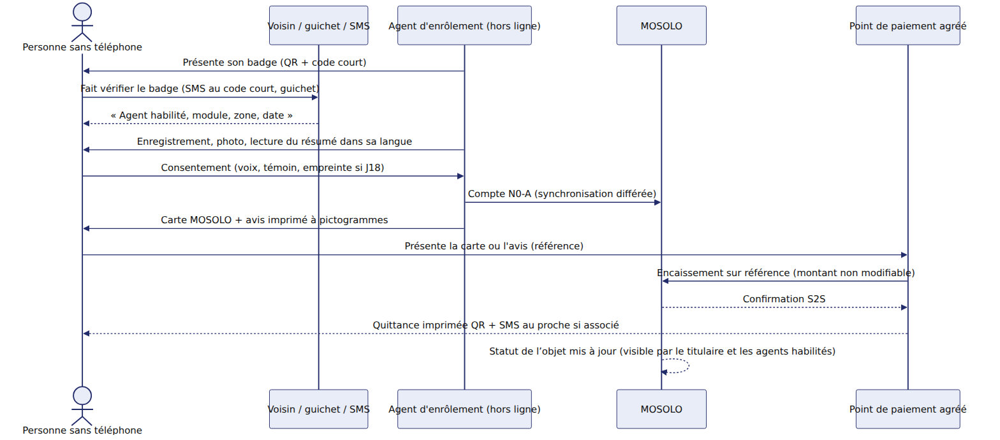 Personne sans téléphone
Voisin / guichet / SMS
Agent d'enrôlement (hors ligne)
MOSOLO
Point de paiement agréé
Présente son badge (QR + code court)
Fait vérifier le badge (SMS au code court, guichet)
« Agent habilité, module, zone, date »
Enregistrement, photo, lecture du résumé dans sa langue
Consentement (voix, témoin, empreinte si J18)
Compte N0-A (synchronisation différée)
Carte MOSOLO + avis imprimé à pictogrammes
Présente la carte ou l'avis (référence)
Encaissement sur référence (montant non modifiable)
Confirmation S2S
Quittance imprimée QR + SMS au proche si associé
Statut de l’objet mis à jour (visible par le titulaire et les agents habilités)
Personne sans téléphone
Voisin / guichet / SMS
Agent d'enrôlement (hors ligne)
MOSOLO
Point de paiement agréé